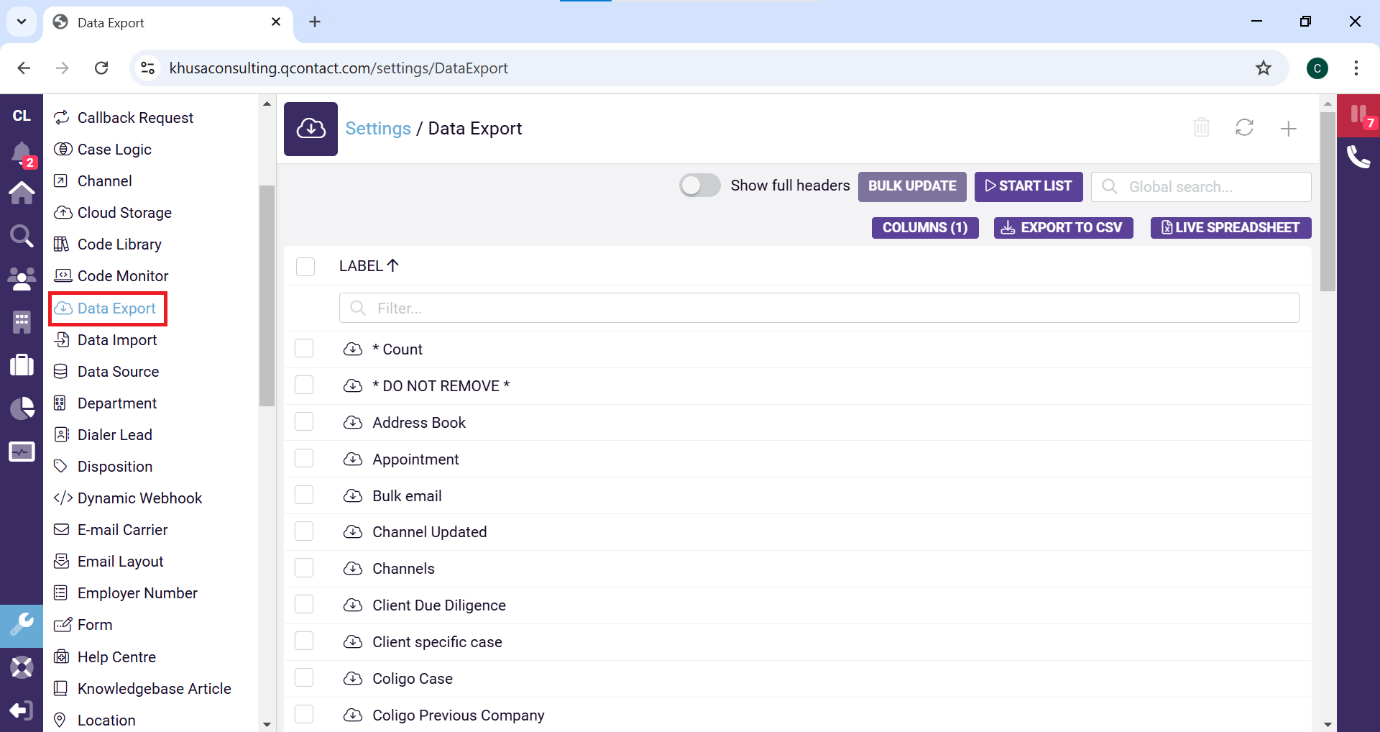 Data Export
khusaconsulting.qcontact.com/settings/DataExport
C
CL
2
Callback Request
Case Logic
Channel
Cloud Storage
Code Library
Code Monitor
Data Export
Data Import
Data Source
Department
Dialer Lead
Disposition
Dynamic Webhook
E-mail Carrier
Email Layout
Employer Number
Form
Help Centre
Knowledgebase Article
Location
Settings / Data Export
7
Show full headers
BULK UPDATE
START LIST
Global search...
COLUMNS (1)
EXPORT TO CSV
LIVE SPREADSHEET
LABEL
Filter...
* Count
* DO NOT REMOVE *
Address Book
Appointment
Bulk email
Channel Updated
Channels
Client Due Diligence
Client specific case
Coligo Case
Coligo Previous Company